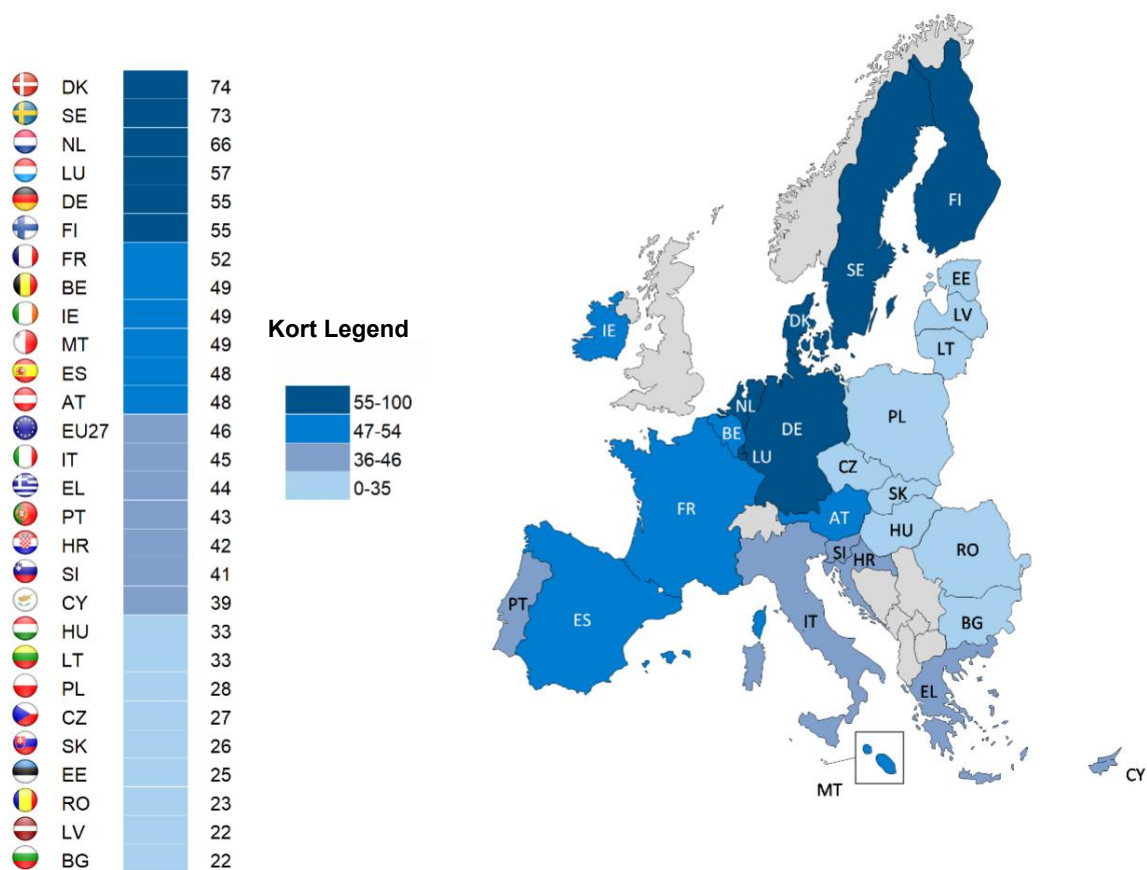 DK 74
SE 73
NL 66
LU 57
DE 55
FI 55
FR 52
BE 49
IE 49
MT 49
ES 48
AT 48
EU27 46
IT 45
EL 44
PT 43
HR 42
SI 41
CY 39
HU 33
LT 33
PL 28
CZ 27
SK 26
EE 25
RO 23
LV 22
BG 22
Kort Legend
55-100
47-54
36-46
0-35
FI
SE
EE
LV
LT
DK
IE
NL
BE
DE
PL
LU
CZ
SK
FR
AT
HU
SI
HR
RO
PT
ES
IT
BG
EL
MT
CY